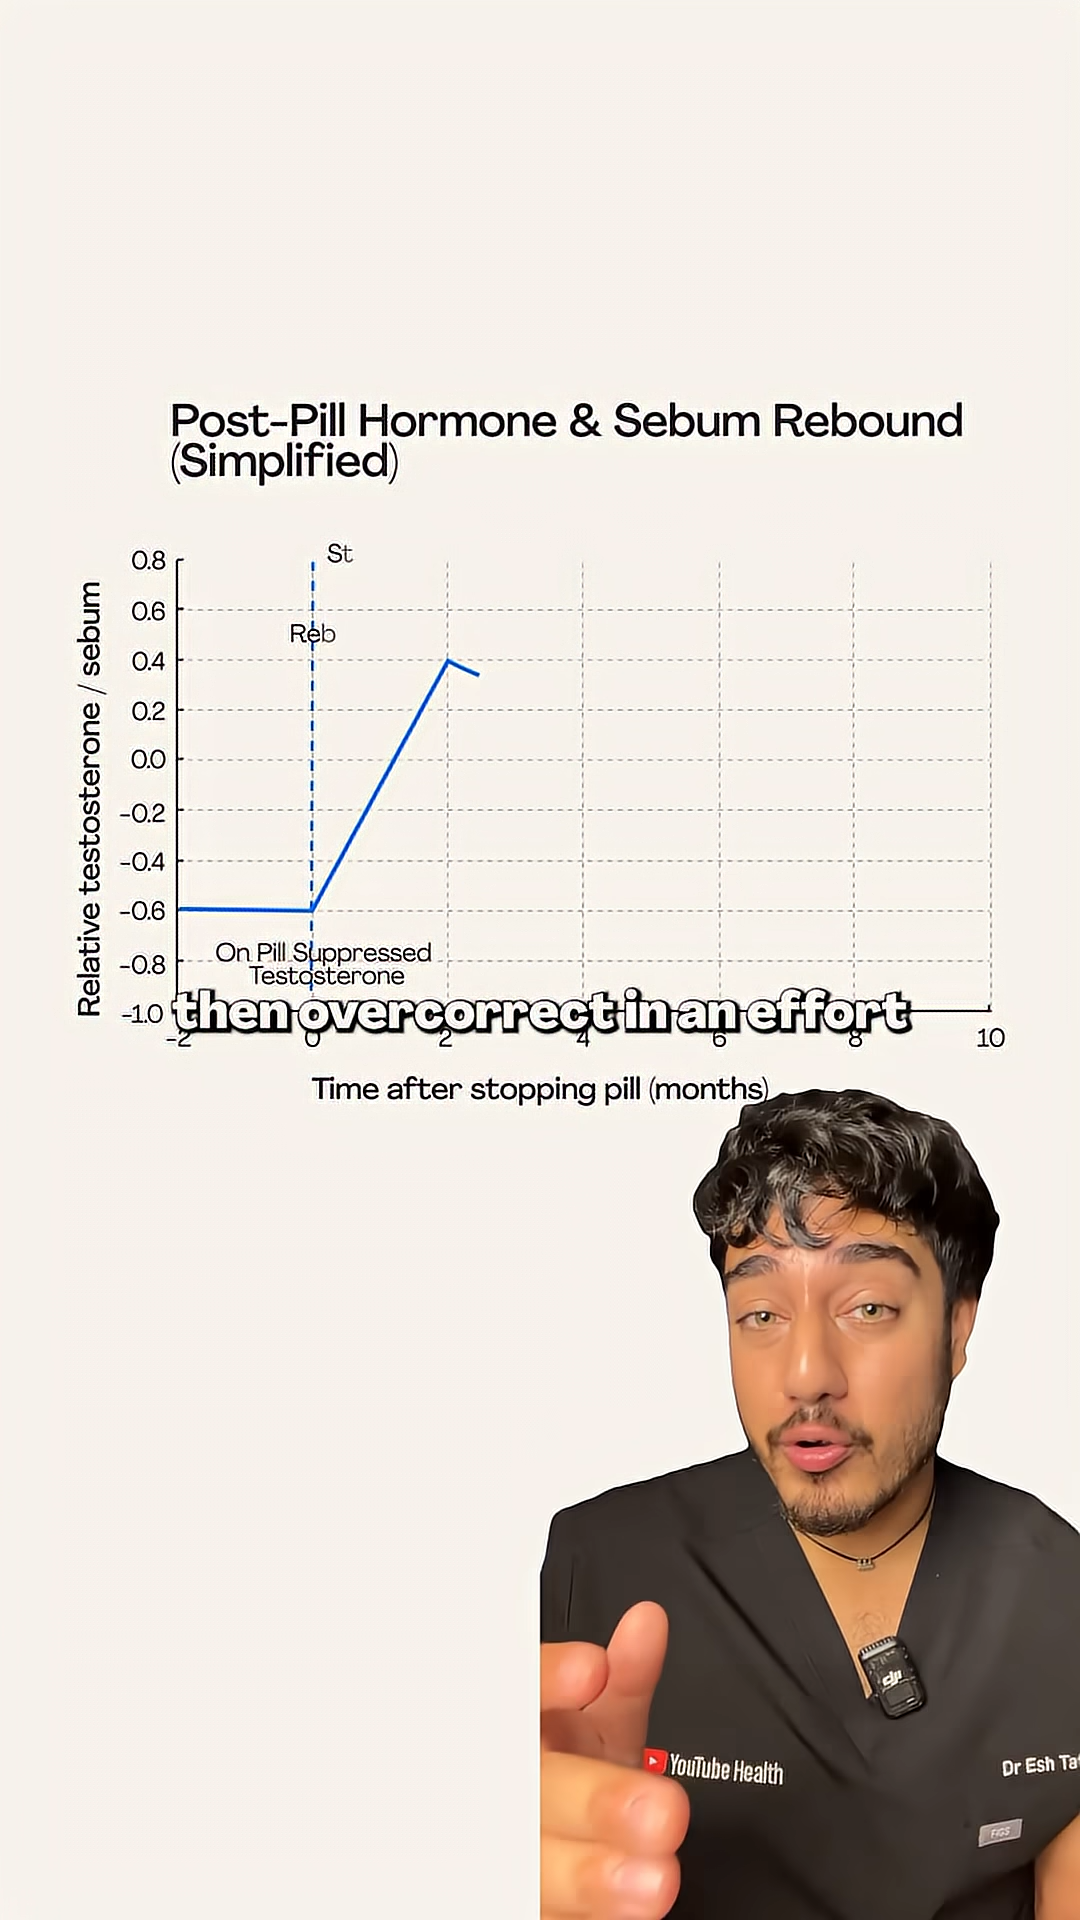 Post-Pill Hormone & Sebum Rebound
(Simplified)
St
Reb
Relative testosterone / sebum
0.8
0.6
0.4
0.2
0.0
-0.2
-0.4
-0.6
-0.8
-1.0
On Pill Suppressed
Testosterone
then overcorrect in an effort
-2 0 2 4 6 8 10
Time after stopping pill (months)
dji
YouTube Health
Dr Esh Ta
FIGS